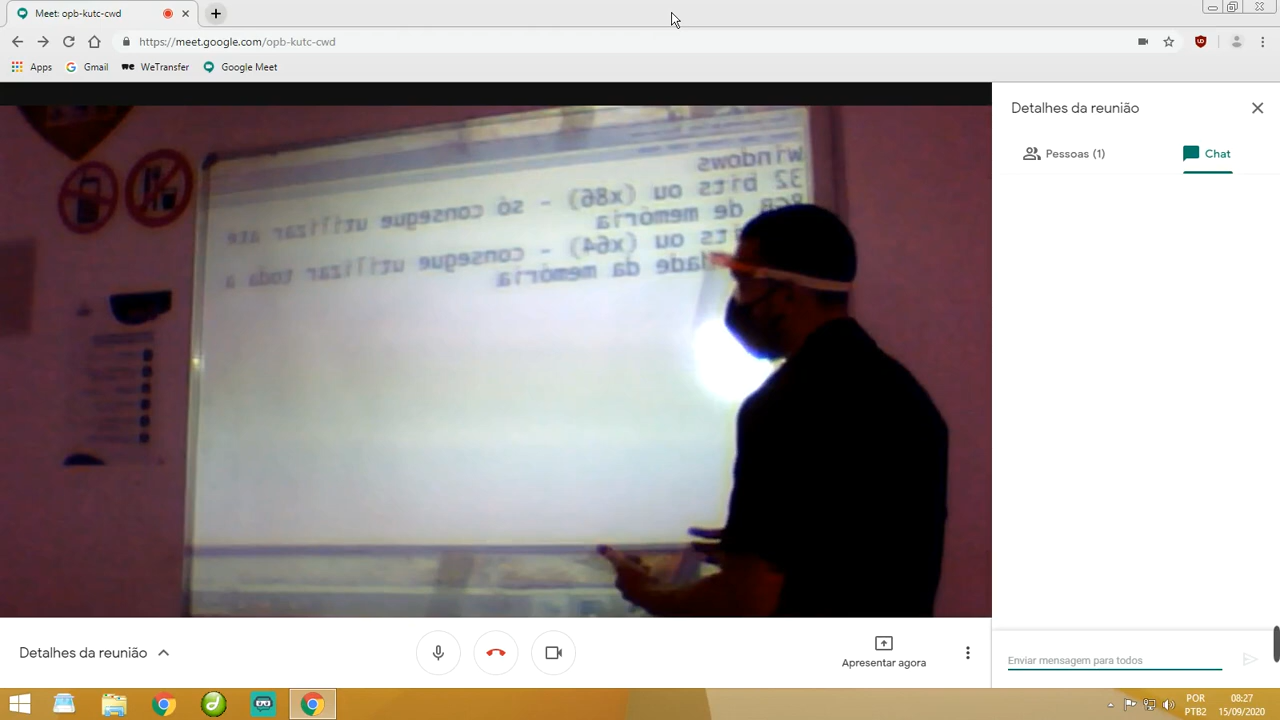 Meet: opb-kutc-cwd
https://meet.google.com/opb-kutc-cwd
Apps Gmail WeTransfer Google Meet
Windows
32 bits ou (x86) - só consegue utilizar até
de memória
ou (x64) - consegue utilizar toda a
da memória
Detalhes da reunião
Pessoas (1) Chat
Enviar mensagem para todos
Detalhes da reunião
Apresentar agora
POR
PTB2
08:27
15/09/2020